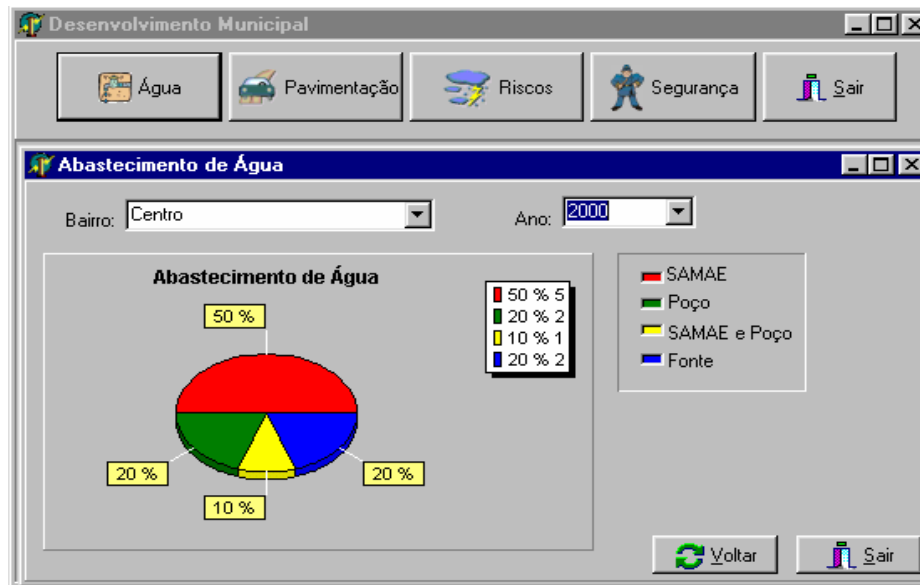 Desenvolvimento Municipal
Água
Pavimentação
Riscos
Segurança
Sair
Abastecimento de Água
Bairro: Centro
Ano: 2000
Abastecimento de Água
50 %
20 %
10 %
20 %
50 % 5
20 % 2
10 % 1
20 % 2
SAMAE
Poço
SAMAE e Poço
Fonte
Voltar
Sair